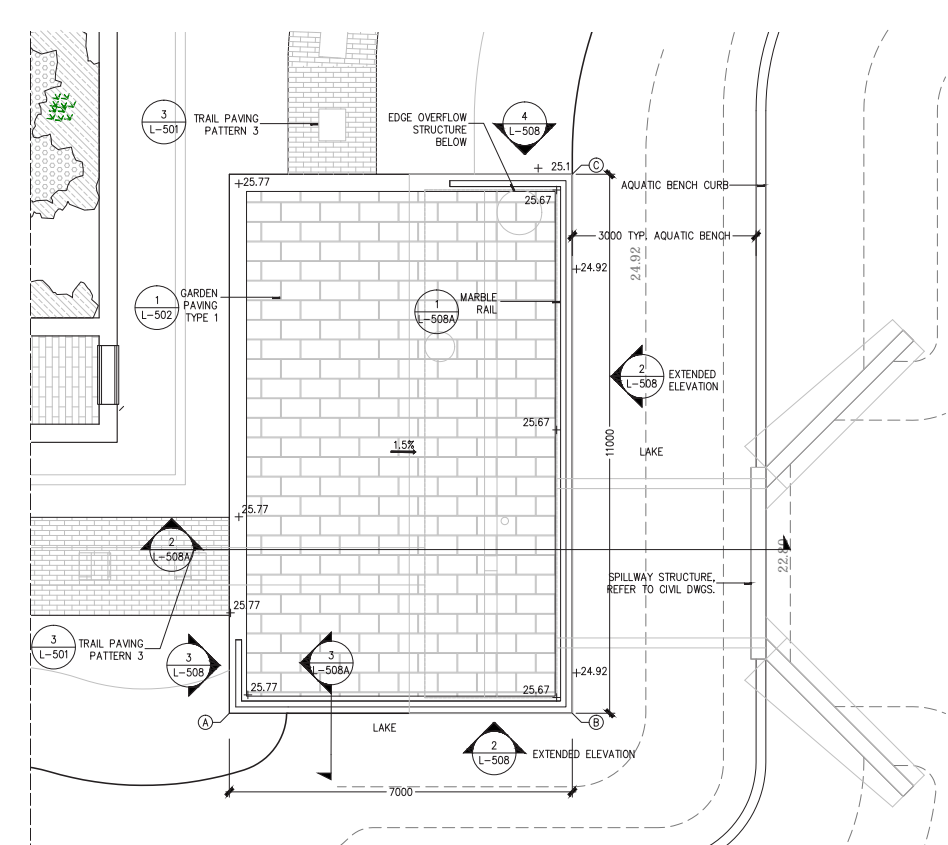 3
L-501
TRAIL PAVING
PATTERN 3
EDGE OVERFLOW
STRUCTURE
BELOW
4
L-508
25.1
C
25.77
25.67
AQUATIC BENCH CURB
3000 TYP. AQUATIC BENCH
24.92
24.92
1
L-502
GARDEN
PAVING
TYPE 1
1
L-508A
MARBLE
RAIL
2
L-508
EXTENDED
ELEVATION
25.67
1.5%
11000
LAKE
25.77
2
L-508A
22.80
SPILLWAY STRUCTURE,
REFER TO CIVIL DWGS.
25.77
3
L-501
TRAIL PAVING
PATTERN 3
3
L-508
3
L-508A
24.92
25.77
25.67
A
LAKE
B
2
L-508
EXTENDED ELEVATION
7000